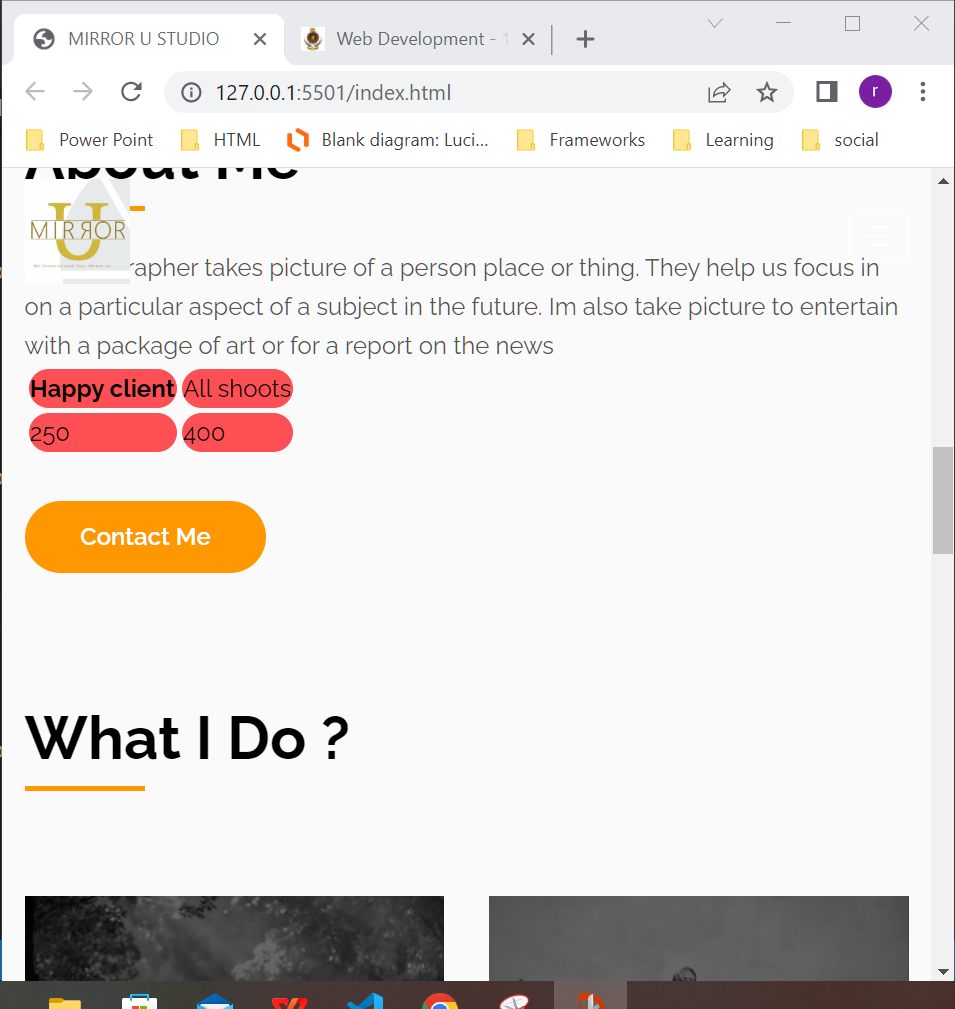 MIRROR U STUDIO
Web Development - 1
127.0.0.1:5501/index.html
r
Power Point
HTML
Blank diagram: Luci...
Frameworks
Learning
social
About Me
MIRROR
U
rapher takes picture of a person place or thing. They help us focus in
on a particular aspect of a subject in the future. Im also take picture to entertain
with a package of art or for a report on the news
Happy client All shoots
250 400
Contact Me
What I Do ?